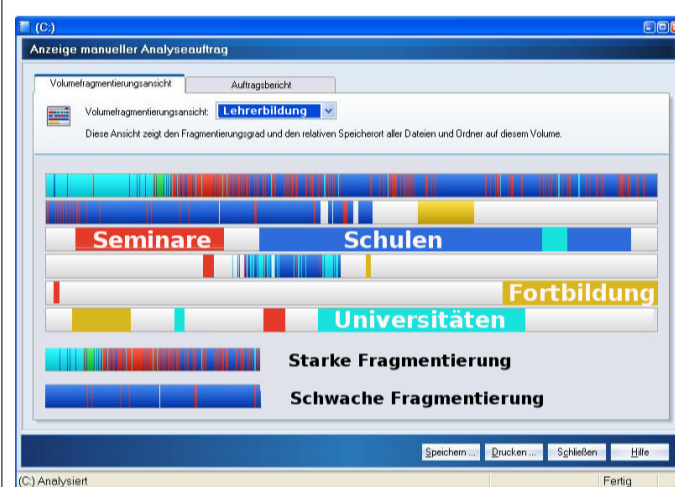 (C:)
Anzeige manueller Analyseauftrag
Volumefragmentierungsansicht Auftragsbericht
Volumefragmentierungsansicht: Lehrerbildung
Diese Ansicht zeigt den Fragmentierungsgrad und den relativen Speicherort aller Dateien und Ordner auf diesem Volume.
Seminare Schulen
Fortbildung
Universitäten
Starke Fragmentierung
Schwache Fragmentierung
Speichern ... Drucken ... Schließen Hilfe
(C:) Analysiert Fertig